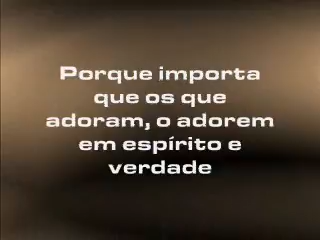 Porque importa
que os que
adoram, o adorem
em espírito e
verdade